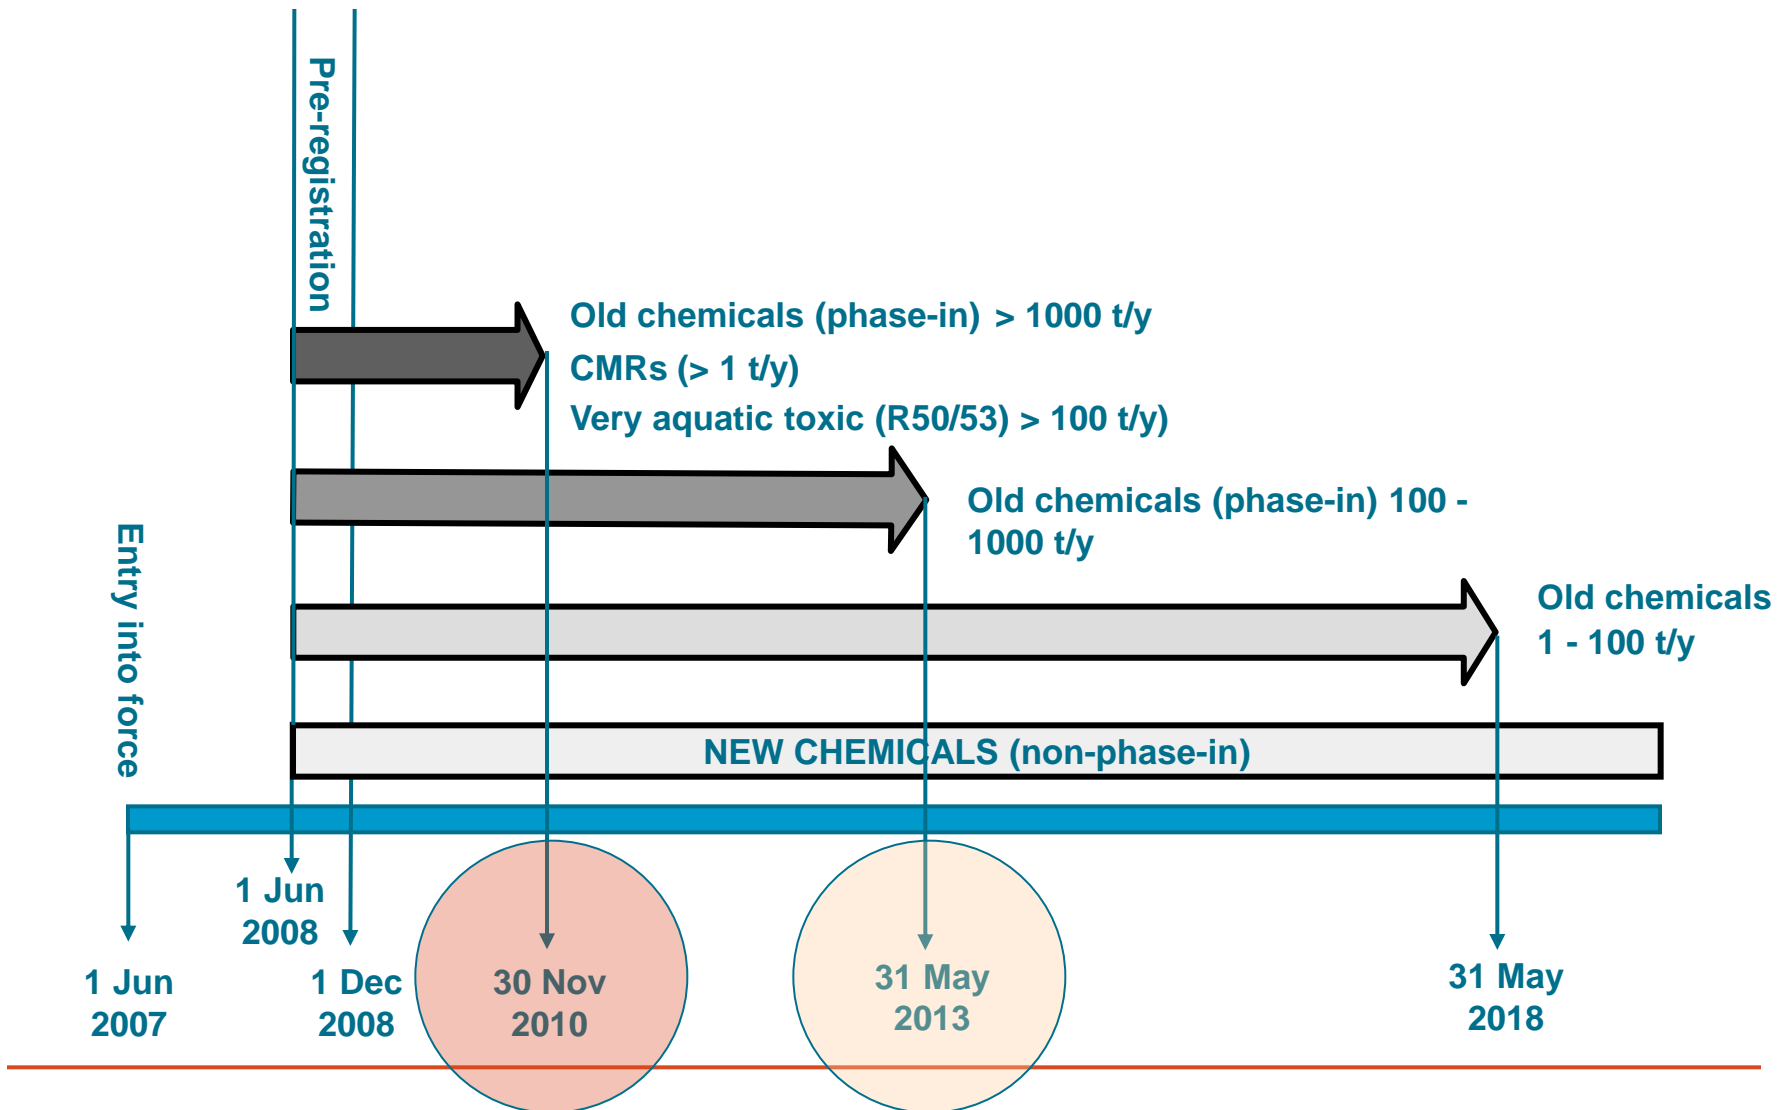 Pre-registration
Old chemicals (phase-in) > 1000 t/y
CMRs (> 1 t/y)
Very aquatic toxic (R50/53) > 100 t/y)
Old chemicals (phase-in) 100 -
1000 t/y
Entry into force
Old chemicals
1 - 100 t/y
NEW CHEMICALS (non-phase-in)
1 Jun
2008
1 Jun
2007
1 Dec
2008
30 Nov
2010
31 May
2013
31 May
2018